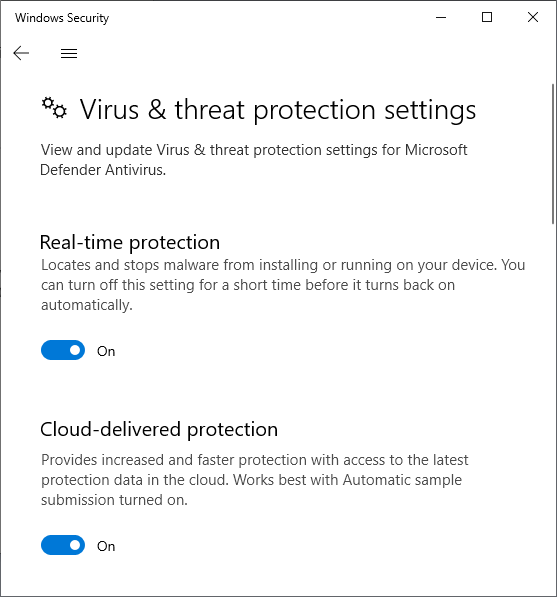 Windows Security
Virus & threat protection settings
View and update Virus & threat protection settings for Microsoft
Defender Antivirus.
Real-time protection
Locates and stops malware from installing or running on your device. You
can turn off this setting for a short time before it turns back on
automatically.
On
Cloud-delivered protection
Provides increased and faster protection with access to the latest
protection data in the cloud. Works best with Automatic sample
submission turned on.
On